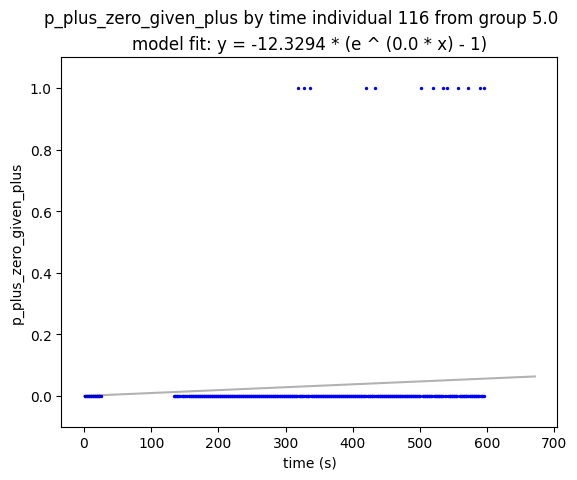 p_plus_zero_given_plus by time individual 116 from group 5.0
model fit: y = -12.3294 * (e ^ (0.0 * x) - 1)
1.0
0.8
0.6
0.4
0.2
0.0
p_plus_zero_given_plus
0 100 200 300 400 500 600 700
time (s)